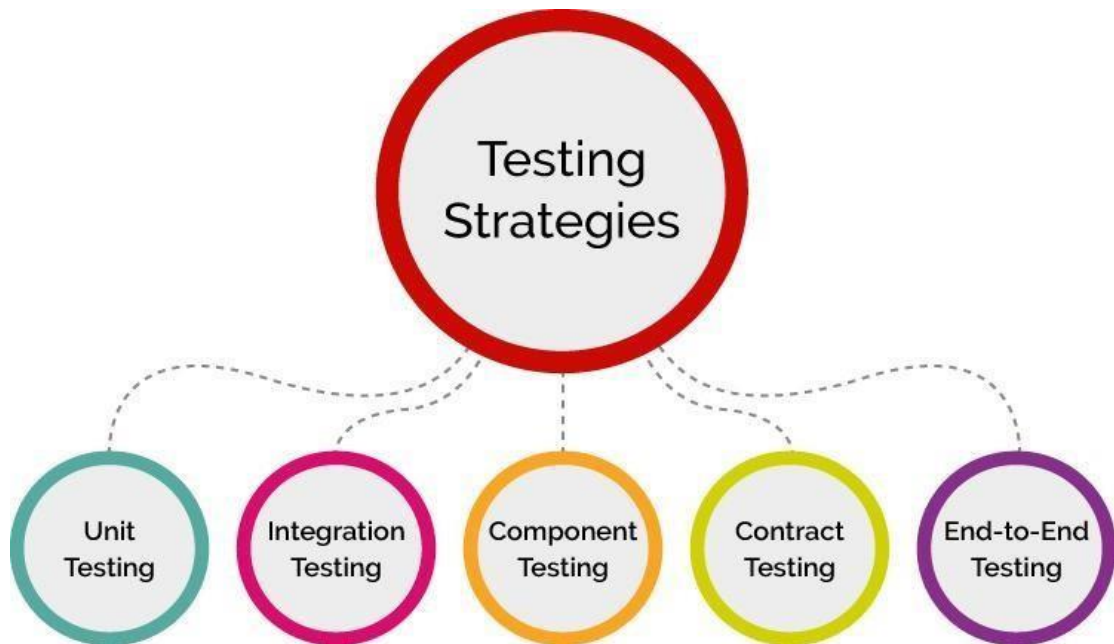 Testing
Strategies
Unit
Testing
Integration
Testing
Component
Testing
Contract
Testing
End-to-End
Testing